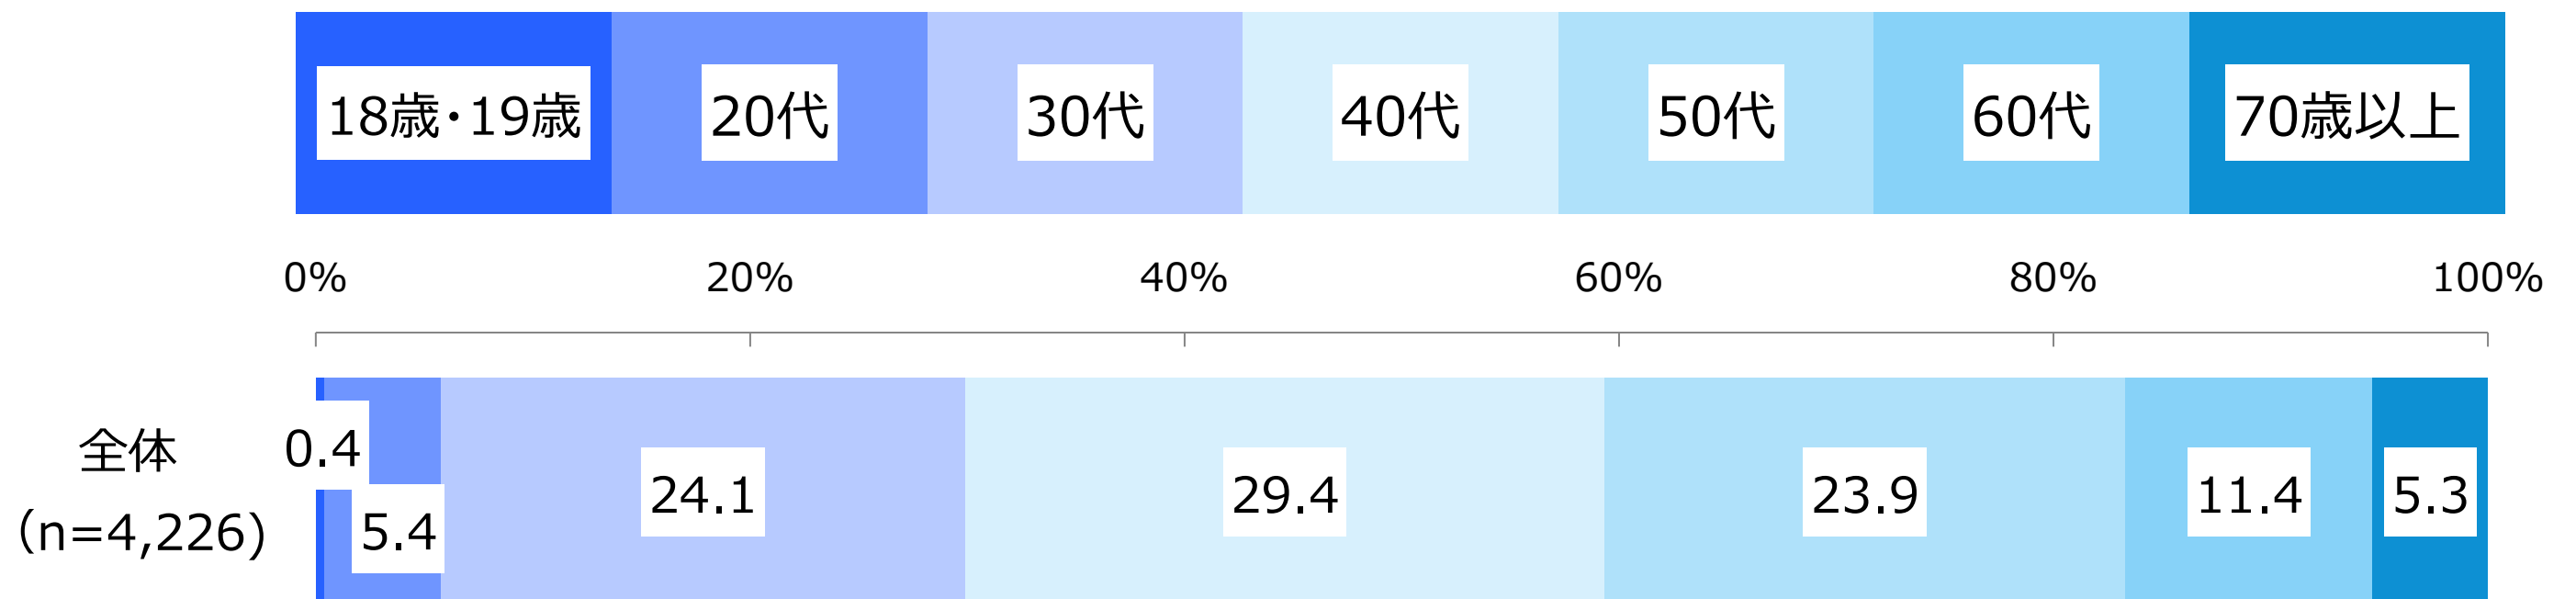 18歳・19歳 20代 30代 40代 50代 60代 70歳以上
0% 20% 40% 60% 80% 100%
全体
（n=4,226）
0.4 5.4 24.1 29.4 23.9 11.4 5.3